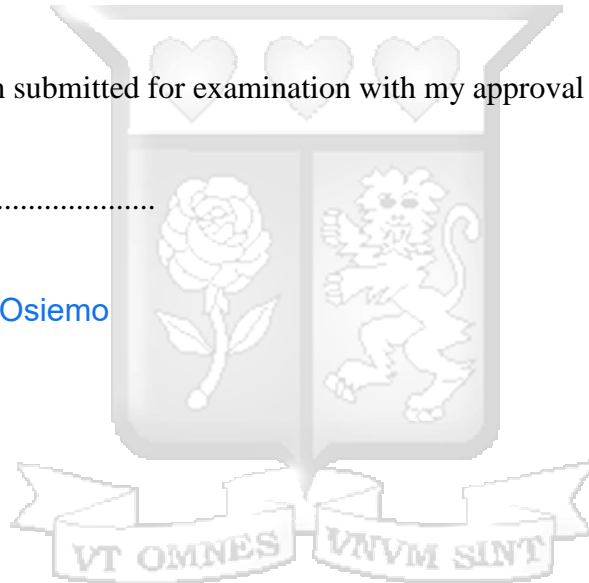 n submitted for examination with my approval
....................
Osiemo
VT OMNES VNVM SINT